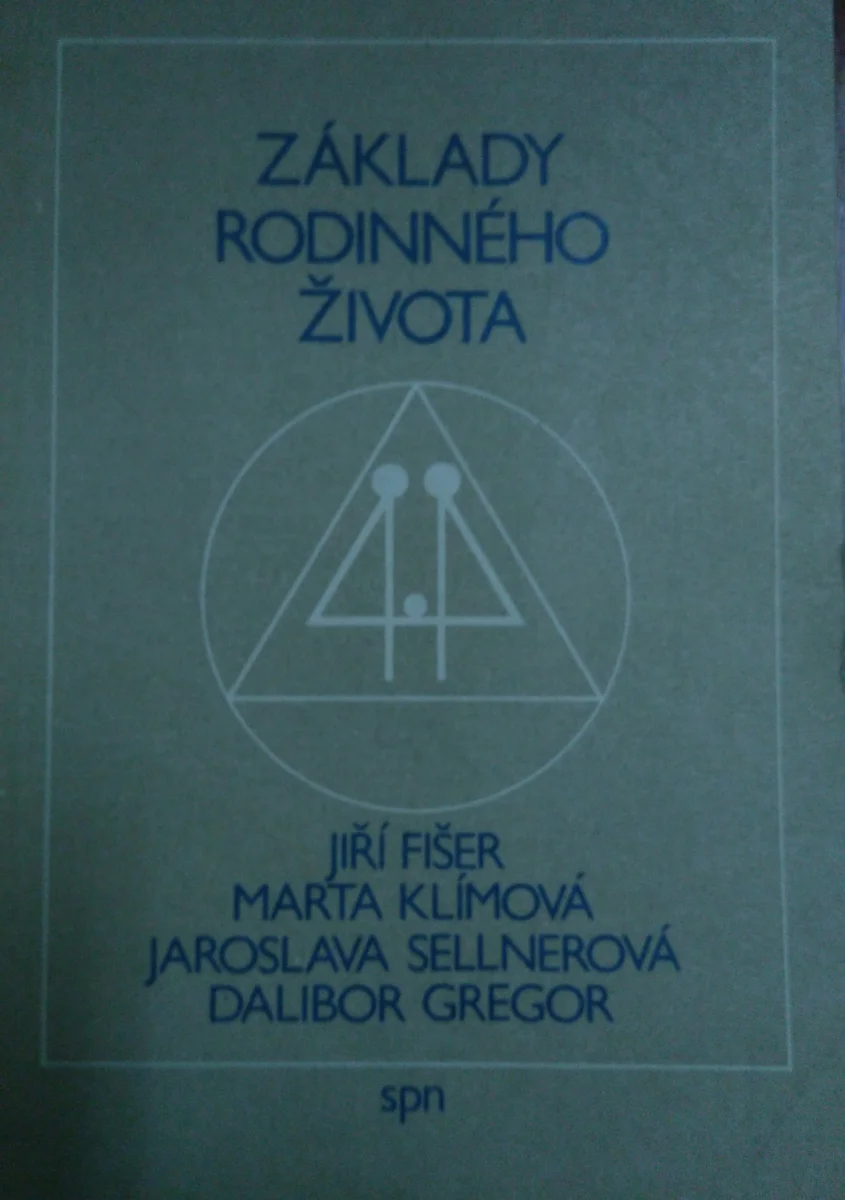 ZÁKLADY
RODINNÉHO
ŽIVOTA
JIŘÍ FIŠER
MARTA KLÍMOVÁ
JAROSLAVA SELLNEROVÁ
DALIBOR GREGOR
spn